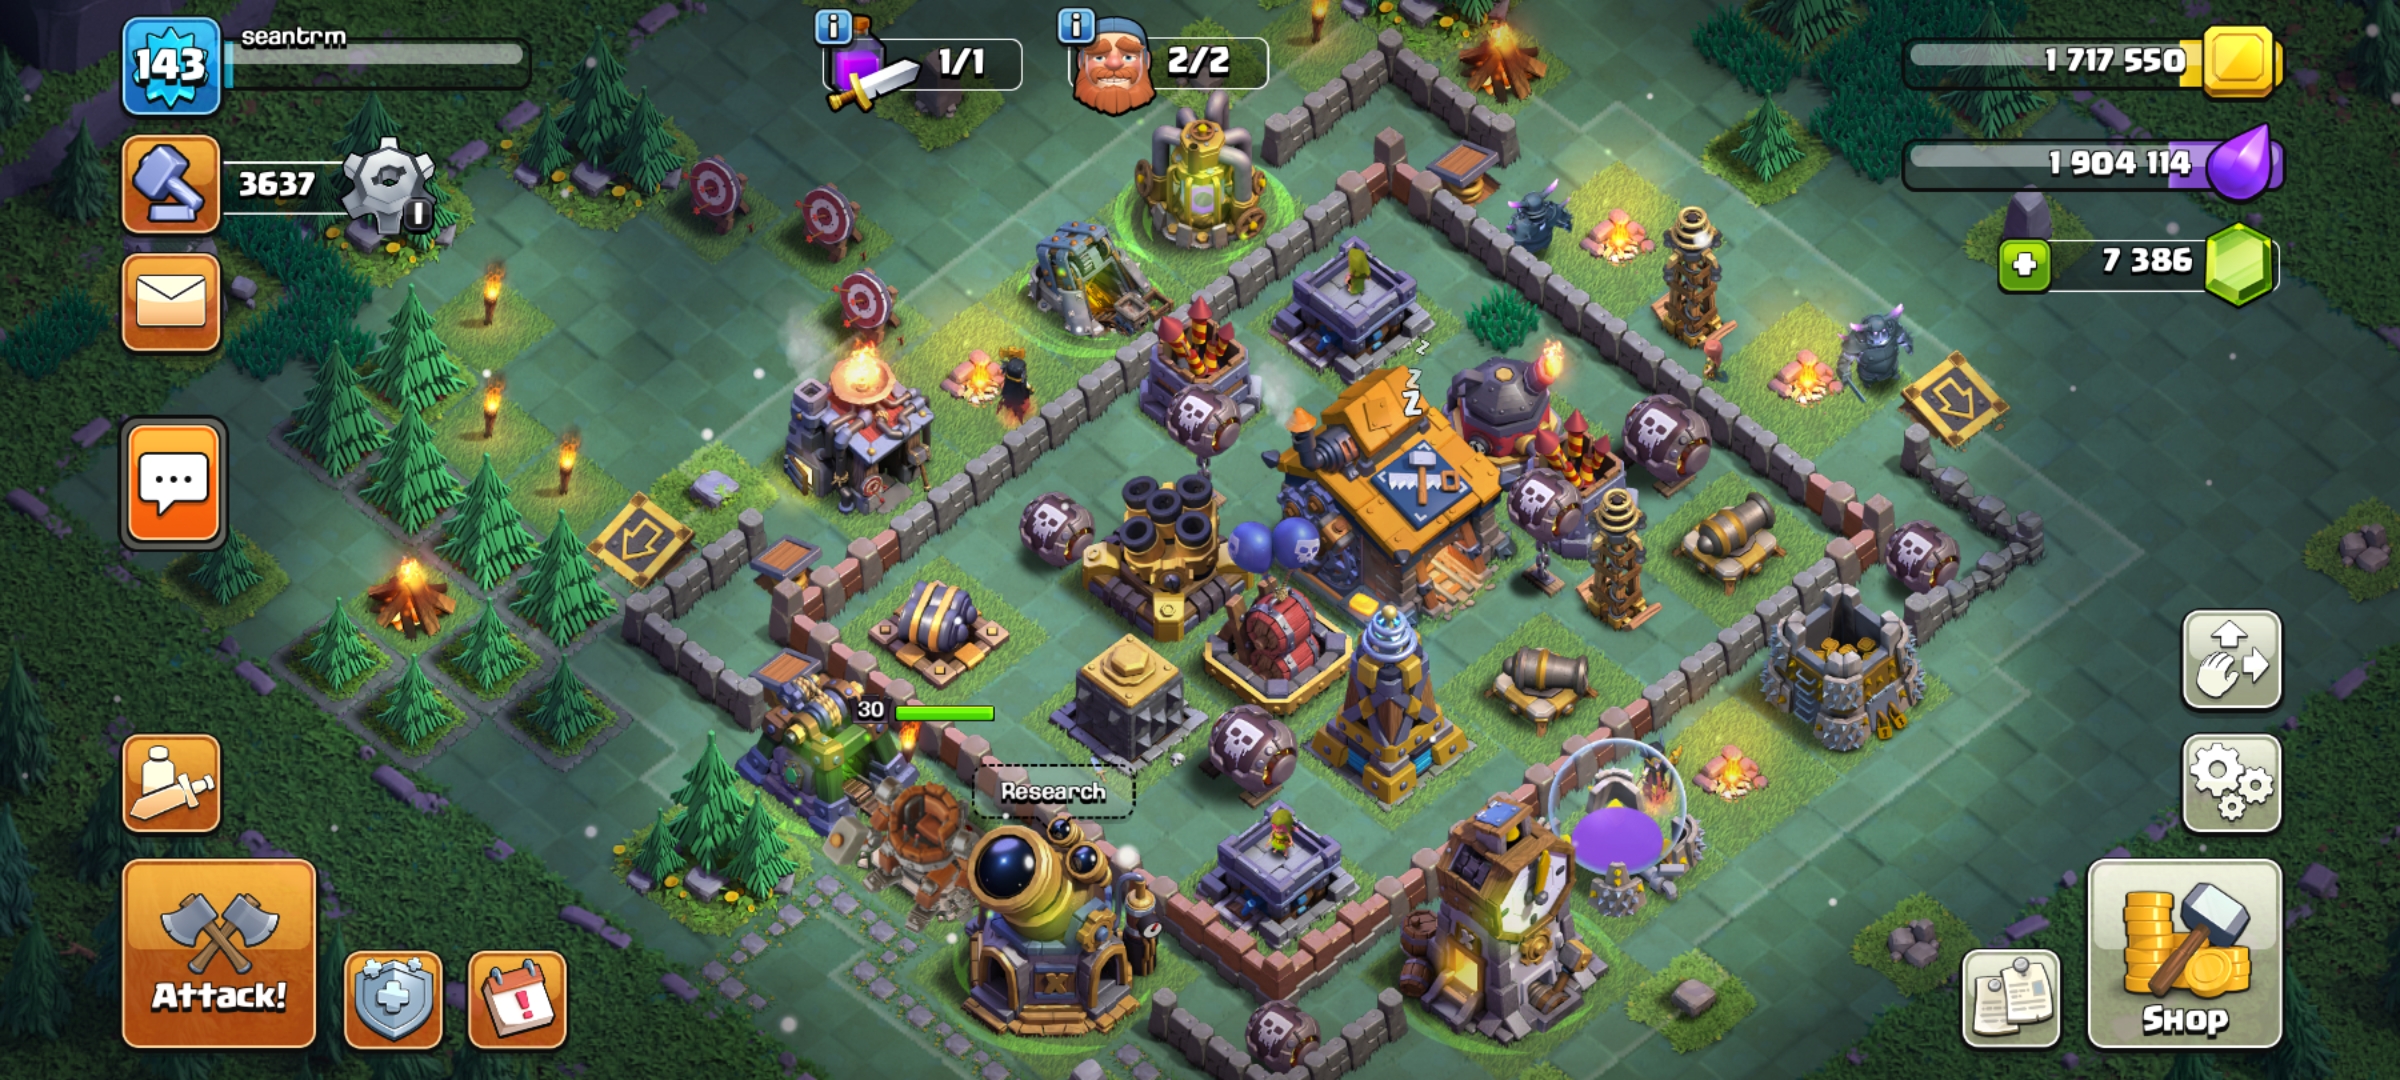 143
seantrm
1/1
2/2
1 717 550
3637
I
1 904 114
7 386
z
Z
Z
30
Research
X
Attack!
Shop